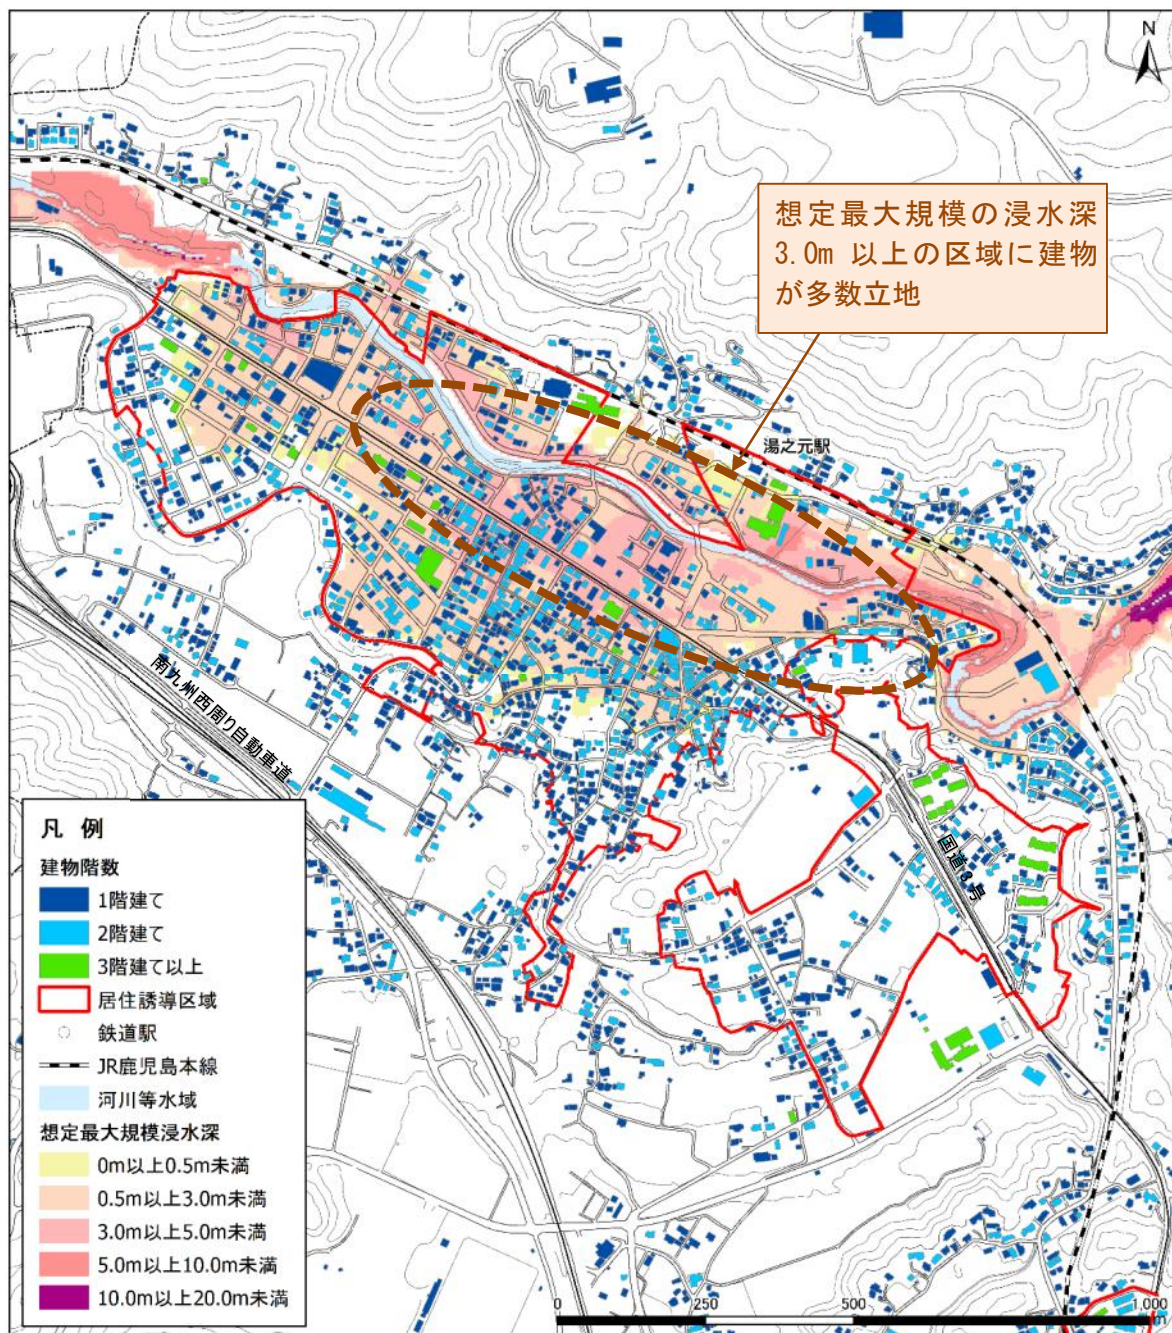 N
想定最大規模の浸水深
3.0m 以上の区域に建物
が多数立地
湯之元駅
南九州西周り自動車道
国道3号
凡 例
建物階数
1階建て
2階建て
3階建て以上
居住誘導区域
鉄道駅
JR鹿児島本線
河川等水域
想定最大規模浸水深
0m以上0.5m未満
0.5m以上3.0m未満
3.0m以上5.0m未満
5.0m以上10.0m未満
10.0m以上20.0m未満
0 250 500 1,000
m